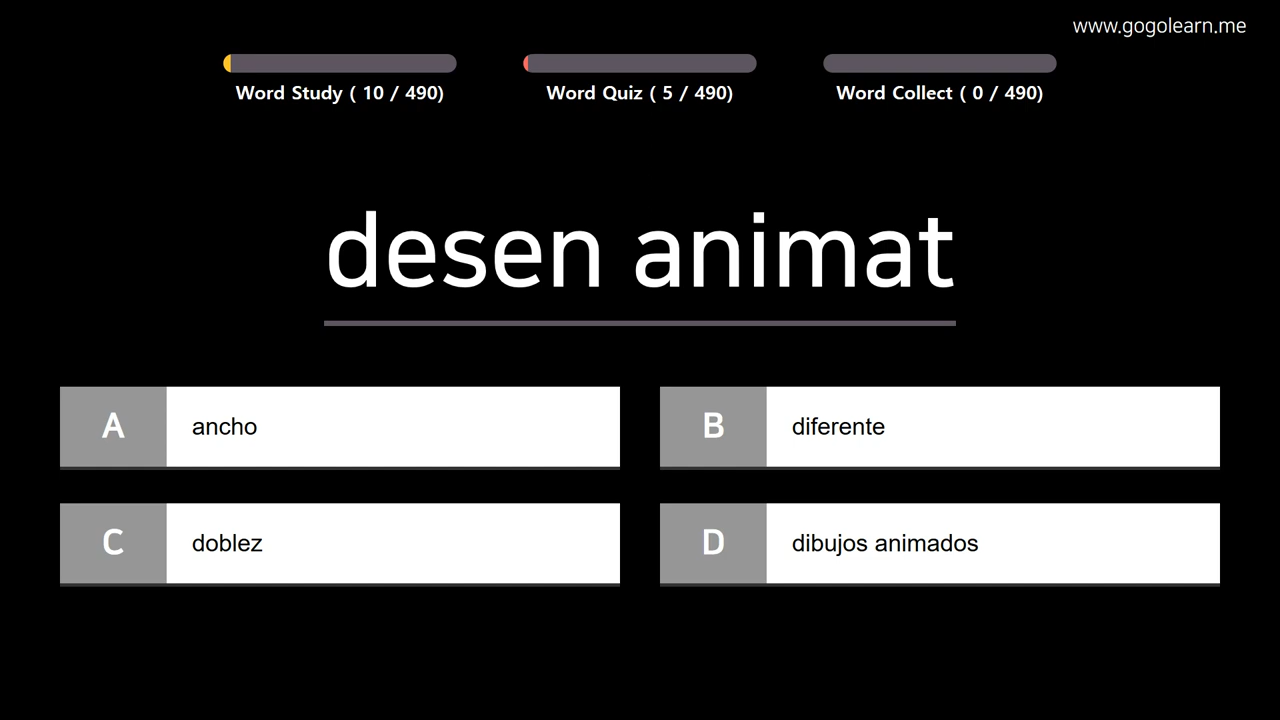 www.gogolearn.me
Word Study ( 10 / 490)
Word Quiz ( 5 / 490)
Word Collect ( 0 / 490)
desen animat
A
ancho
B
diferente
C
doblez
D
dibujos animados